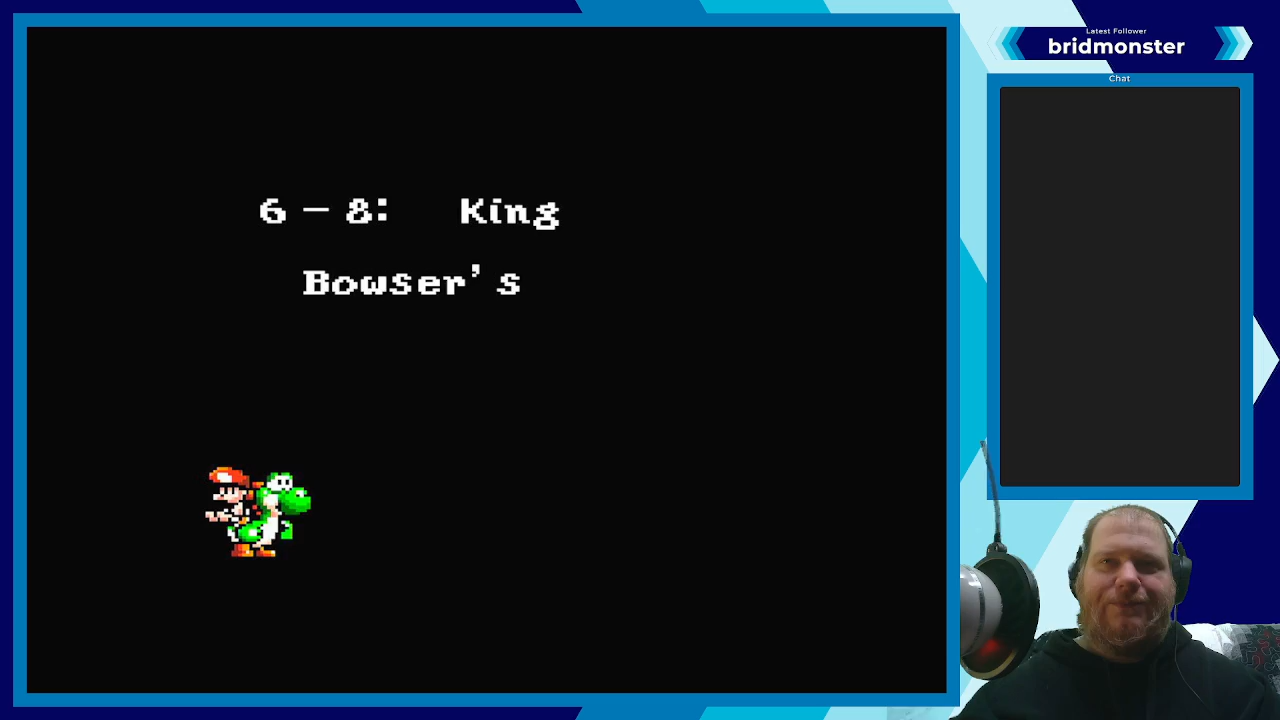 6 - 8: King
Bowser's
Latest Follower
bridmonster
Chat